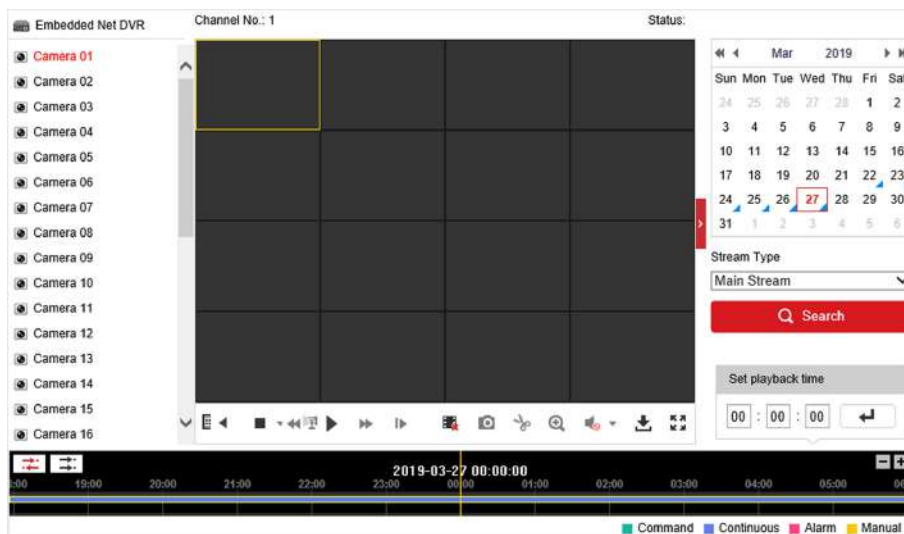 Embedded Net DVR
Camera 01
Camera 02
Camera 03
Camera 04
Camera 05
Camera 06
Camera 07
Camera 08
Camera 09
Camera 10
Camera 11
Camera 12
Camera 13
Camera 14
Camera 15
Camera 16
Channel No.: 1 Status:
Mar 2019
Sun Mon Tue Wed Thu Fri Sat
24 25 26 27 28 1 2
3 4 5 6 7 8 9
10 11 12 13 14 15 16
17 18 19 20 21 22 23
24 25 26 27 28 29 30
31 1 2 3 4 5 6
Stream Type
Main Stream
Search
Set playback time
00 : 00 : 00
2019-03-27 00:00:00
:00 19:00 20:00 21:00 22:00 23:00 00:00 01:00 02:00 03:00 04:00 05:00 06
Command Continuous Alarm Manual